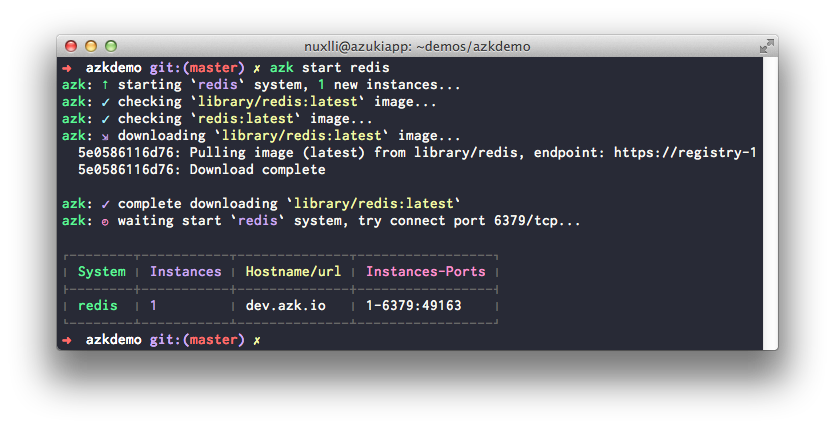 nuxlli@azukiapp: ~demos/azkdemo
➜ azkdemo git:(master) ✗ azk start redis
azk: ↑ starting `redis` system, 1 new instances...
azk: ✓ checking `library/redis:latest` image...
azk: ✓ checking `redis:latest` image...
azk: ⇲ downloading `library/redis:latest` image...
5e0586116d76: Pulling image (latest) from library/redis, endpoint: https://registry-1
5e0586116d76: Download complete
azk: ✓ complete downloading `library/redis:latest`
azk: ◴ waiting start `redis` system, try connect port 6379/tcp...
System Instances Hostname/url Instances-Ports
redis 1 dev.azk.io 1-6379:49163
➜ azkdemo git:(master) ✗